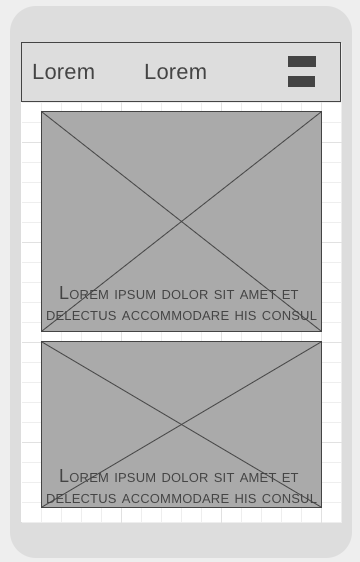 Lorem Lorem
Lorem ipsum dolor sit amet et
delectus accommodare his consul
Lorem ipsum dolor sit amet et
delectus accommodare his consul